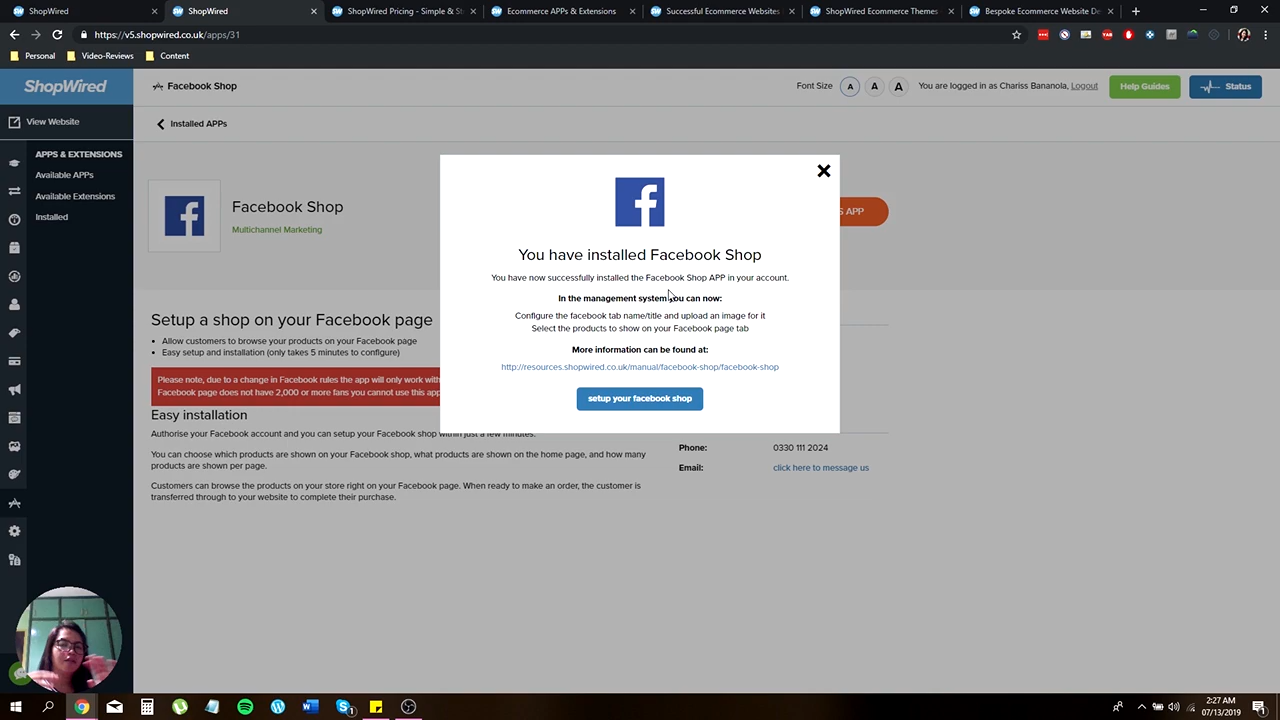 ShopWired
ShopWired
ShopWired Pricing - Simple & St
Ecommerce APPs & Extensions
Successful Ecommerce Websites
ShopWired Ecommerce Themes
Bespoke Ecommerce Website De
https://v5.shopwired.co.uk/apps/31
Personal
Video-Reviews
Content
ShopWired
Facebook Shop
Font Size
A
A
A
You are logged in as Chariss Bananola, Logout
Help Guides
Status
View Website
Installed APPs
APPS & EXTENSIONS
Available APPs
Available Extensions
Installed
Facebook Shop
Multichannel Marketing
S APP
You have installed Facebook Shop
You have now successfully installed the Facebook Shop APP in your account.
In the management system you can now:
Configure the facebook tab name/title and upload an image for it
Select the products to show on your Facebook page tab
More information can be found at:
http://resources.shopwired.co.uk/manual/facebook-shop/facebook-shop
setup your facebook shop
Setup a shop on your Facebook page
Allow customers to browse your products on your Facebook page
Easy setup and installation (only takes 5 minutes to configure)
Please note, due to a change in Facebook rules the app will only work with
Facebook page does not have 2,000 or more fans you cannot use this app
Easy installation
Authorise your Facebook account and you can setup your Facebook shop within just a few minutes.
You can choose which products are shown on your Facebook shop, what products are shown on the home page, and how many
products are shown per page.
Customers can browse the products on your store right on your Facebook page. When ready to make an order, the customer is
transferred through to your website to complete their purchase.
Phone:
0330 111 2024
Email:
click here to message us
2:27 AM
07/13/2019